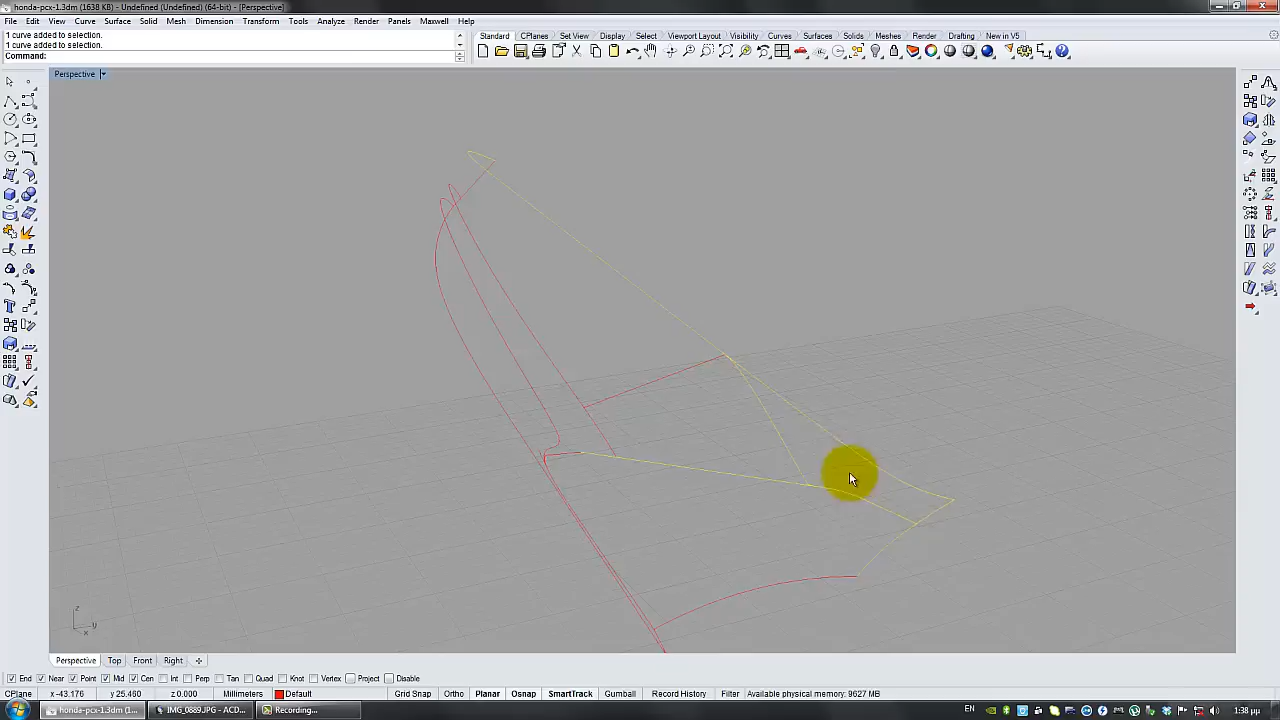 honda-pcx-1.3dm (1638 KB) - Undefined (Undefined) (64-bit) - [Perspective]
File Edit View Curve Surface Solid Mesh Dimension Transform Tools Analyze Render Panels Maxwell Help
1 curve added to selection.
1 curve added to selection.
Command:
Standard CPlanes Set View Display Select Viewport Layout Visibility Curves Surfaces Solids Meshes Render Drafting New in V5
Perspective
z
y
x
Perspective Top Front Right
End Near Point Mid Cen Int Perp Tan Quad Knot Vertex Project Disable
CPlane x -43.176 y 25.460 z 0.000 Millimeters Default Grid Snap Ortho Planar Osnap SmartTrack Gumball Record History Filter Available physical memory: 9627 MB
honda-pcx-1.3dm (1... IMG_0889.JPG - ACD... Recording... EN 1:38 μμ